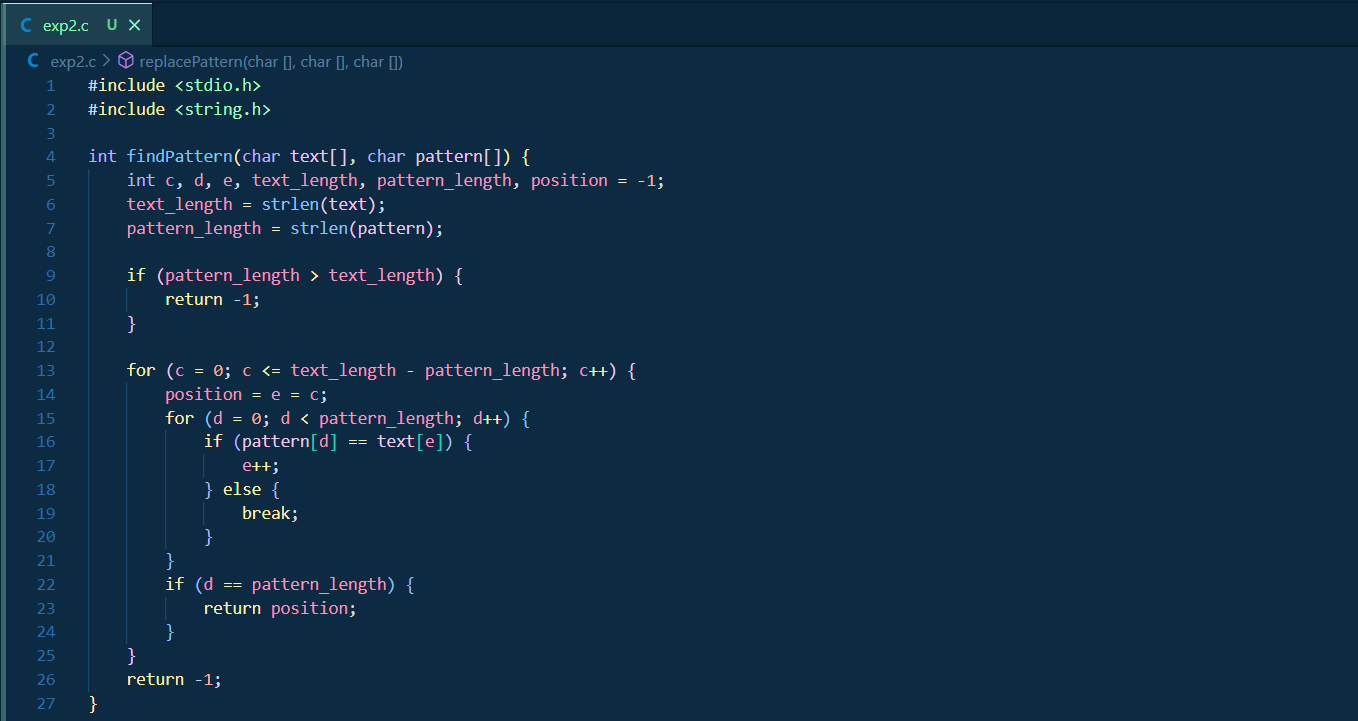 C exp2.c U ×
C exp2.c > replacePattern(char [], char [], char [])
1 #include <stdio.h>
2 #include <string.h>
3
4 int findPattern(char text[], char pattern[]) {
5     int c, d, e, text_length, pattern_length, position = -1;
6     text_length = strlen(text);
7     pattern_length = strlen(pattern);
8
9     if (pattern_length > text_length) {
10         return -1;
11     }
12
13     for (c = 0; c <= text_length - pattern_length; c++) {
14         position = e = c;
15         for (d = 0; d < pattern_length; d++) {
16             if (pattern[d] == text[e]) {
17                 e++;
18             } else {
19                 break;
20             }
21         }
22         if (d == pattern_length) {
23             return position;
24         }
25     }
26     return -1;
27 }